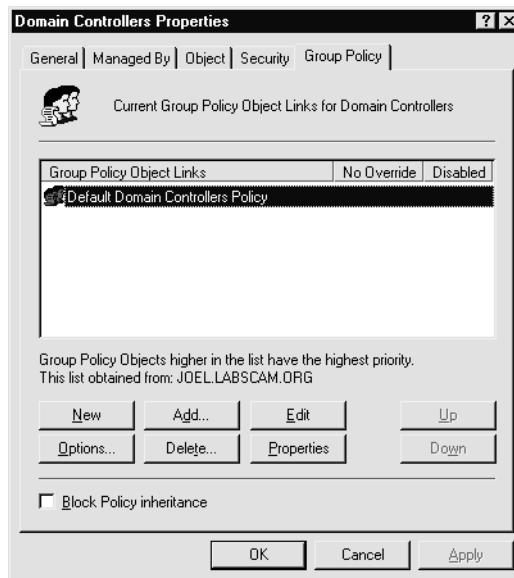 Domain Controllers Properties
General Managed By Object Security Group Policy
Current Group Policy Object Links for Domain Controllers
Group Policy Object Links No Override Disabled
Default Domain Controllers Policy
Group Policy Objects higher in the list have the highest priority.
This list obtained from: JOEL.LABSCAM.ORG
New Add... Edit Up
Options... Delete... Properties Down
Block Policy inheritance
OK Cancel Apply